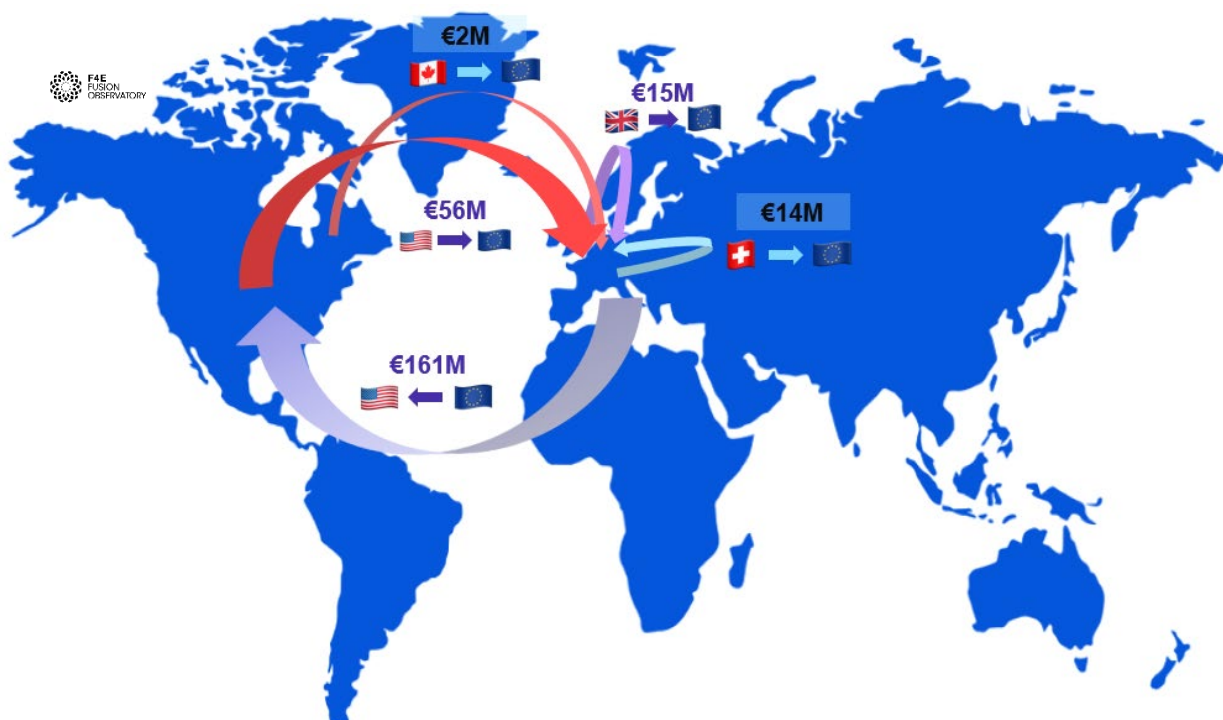 €2M
F4E
FUSION
OBSERVATORY
€15M
€56M
€14M
€161M